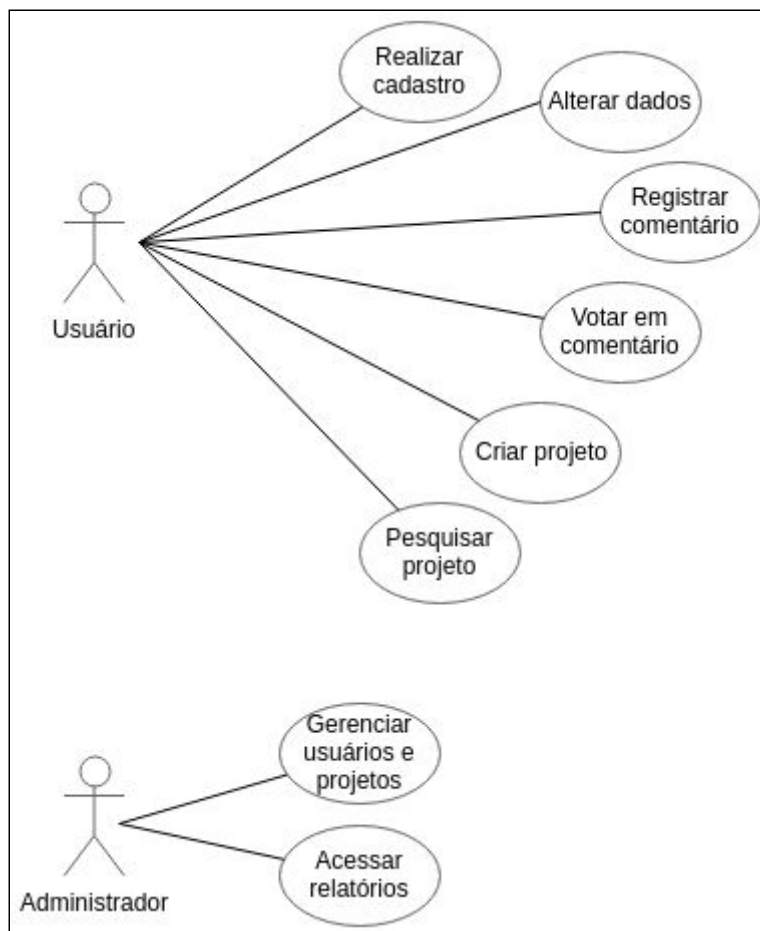 Realizar
cadastro
Alterar dados
Registrar
comentário
Usuário
Votar em
comentário
Criar projeto
Pesquisar
projeto
Gerenciar
usuários e
projetos
Acessar
relatórios
Administrador